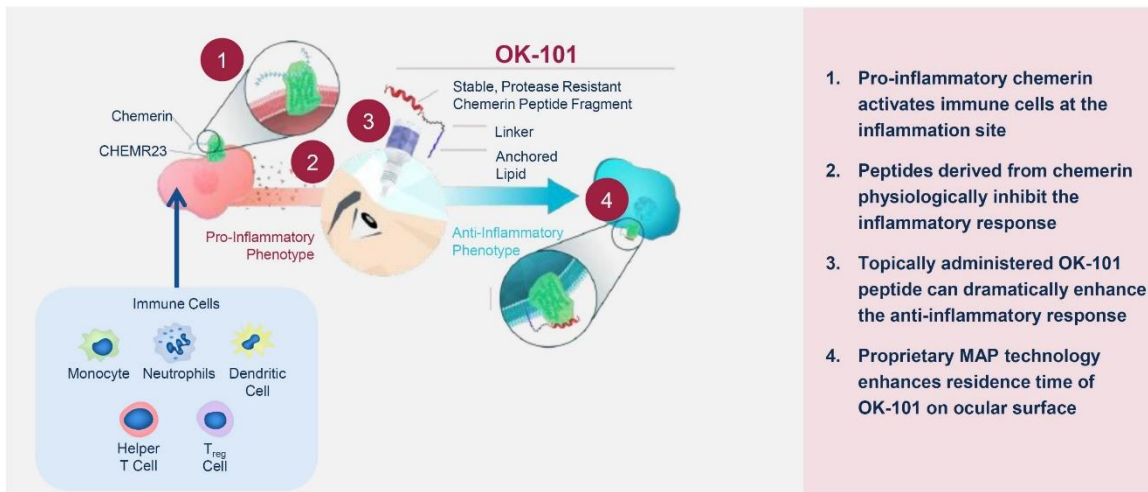 1
OK-101
Stable, Protease Resistant
Chemerin Peptide Fragment
3
Chemerin
Linker
CHEMR23
2
Anchored
Lipid
4
Pro-Inflammatory
Phenotype
Anti-Inflammatory
Phenotype
Immune Cells
Monocyte
Neutrophils
Dendritic
Cell
Helper
T Cell
Treg
Cell
1. Pro-inflammatory chemerin
activates immune cells at the
inflammation site
2. Peptides derived from chemerin
physiologically inhibit the
inflammatory response
3. Topically administered OK-101
peptide can dramatically enhance
the anti-inflammatory response
4. Proprietary MAP technology
enhances residence time of
OK-101 on ocular surface